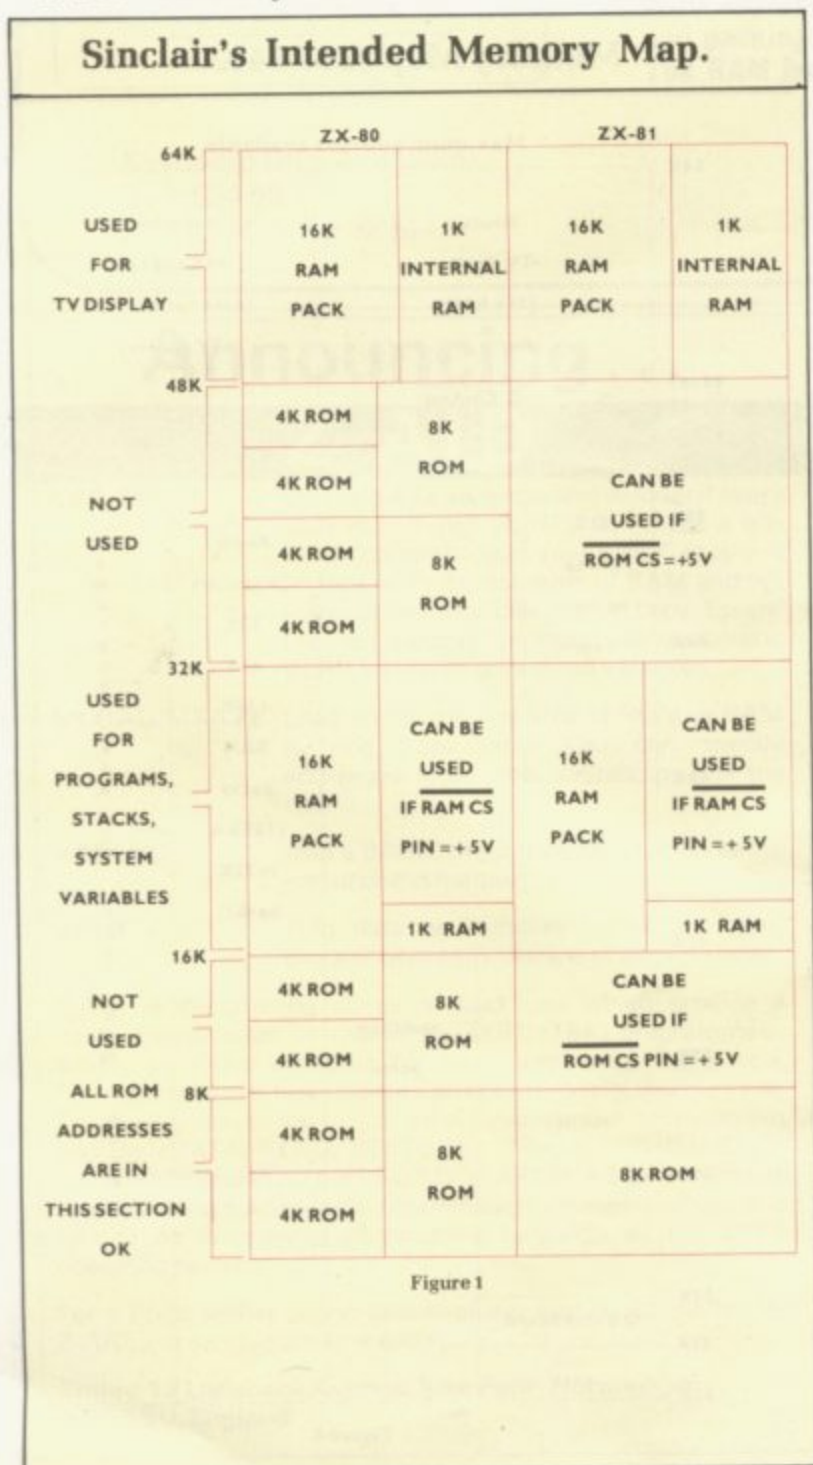 Sinclair's Intended Memory Map.
ZX-80
ZX-81
64K
USED
FOR
TV DISPLAY
16K
RAM
PACK
1K
INTERNAL
RAM
16K
RAM
PACK
1K
INTERNAL
RAM
48K
NOT
USED
4K ROM
4K ROM
4K ROM
4K ROM
8K
ROM
8K
ROM
CAN BE
USED IF
ROM CS = +5V
32K
USED
FOR
PROGRAMS,
STACKS,
SYSTEM
VARIABLES
16K
RAM
PACK
CAN BE
USED
IF RAM CS
PIN = + 5V
1K RAM
16K
RAM
PACK
CAN BE
USED
IF RAM CS
PIN = + 5V
1K RAM
16K
NOT
USED
4K ROM
4K ROM
8K
ROM
CAN BE
USED IF
ROM CS PIN = + 5V
8K
ALL ROM
ADDRESSES
ARE IN
THIS SECTION
OK
4K ROM
4K ROM
8K
ROM
8K ROM
Figure 1